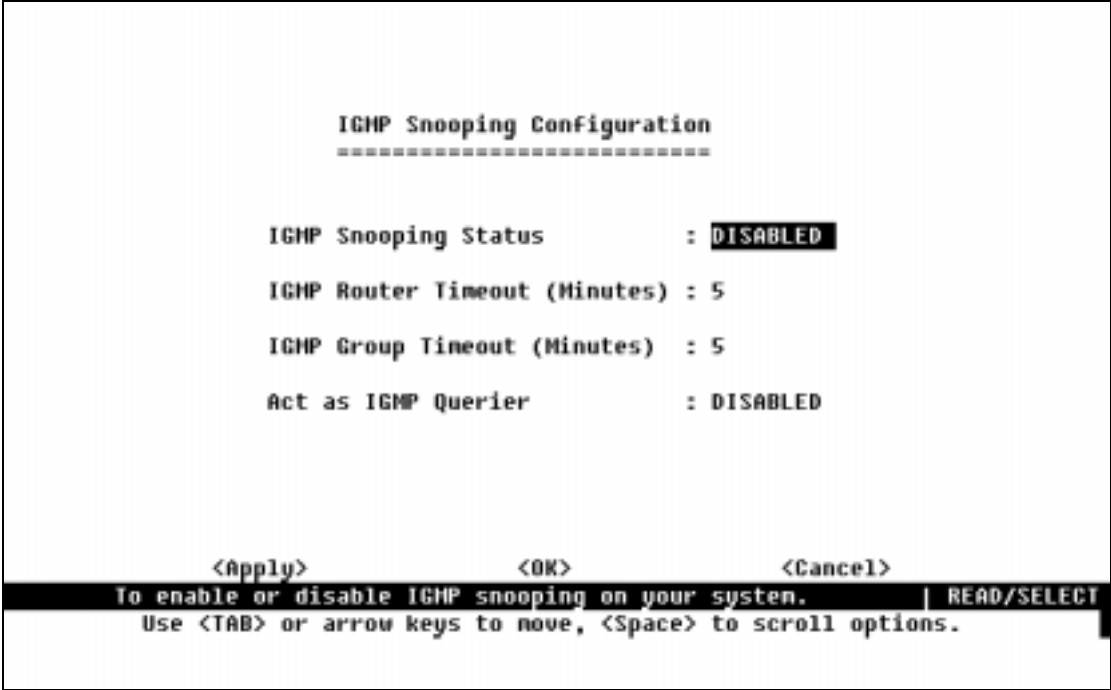 IGMP Snooping Configuration
===========================
IGMP Snooping Status : DISABLED
IGMP Router Timeout (Minutes) : 5
IGMP Group Timeout (Minutes) : 5
Act as IGMP Querier : DISABLED
<Apply> <OK> <Cancel>
To enable or disable IGMP snooping on your system. | READ/SELECT
Use <TAB> or arrow keys to move, <Space> to scroll options.